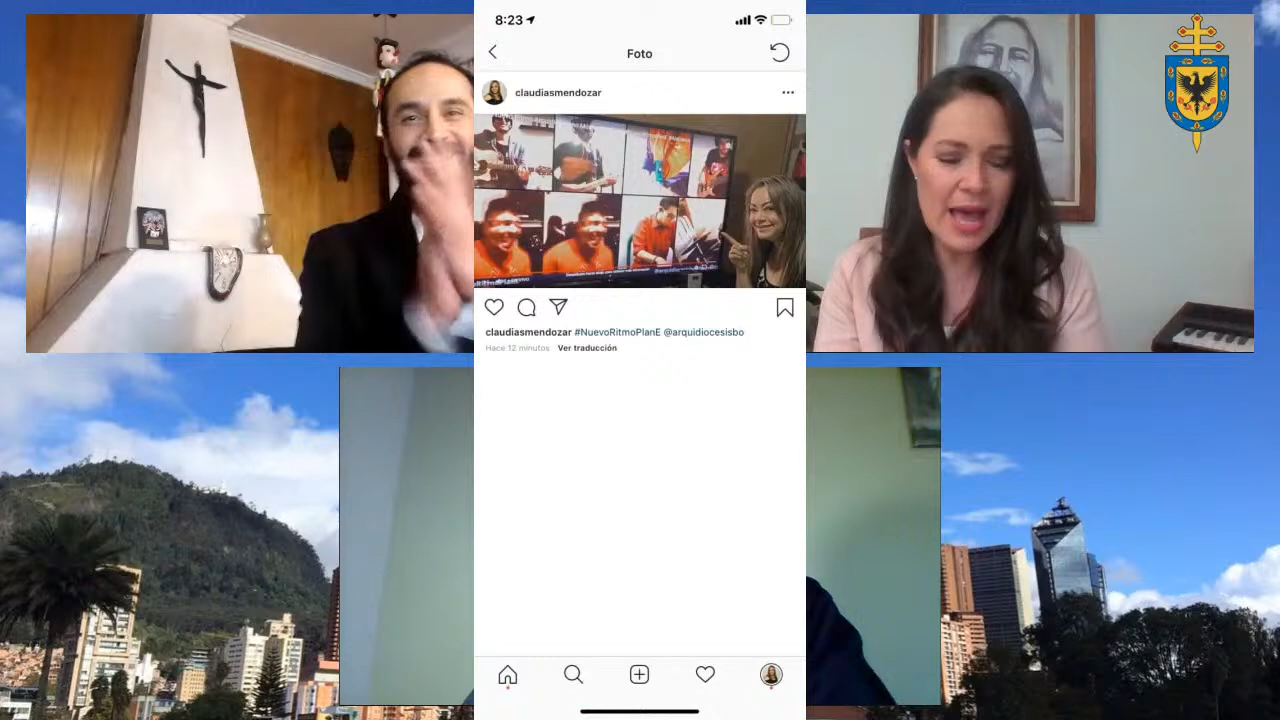 8:23
Foto
claudiasmendozar
claudiasmendozar #NuevoRitmoPlanE @arquidiocesisbo
Hace 12 minutos Ver traducción